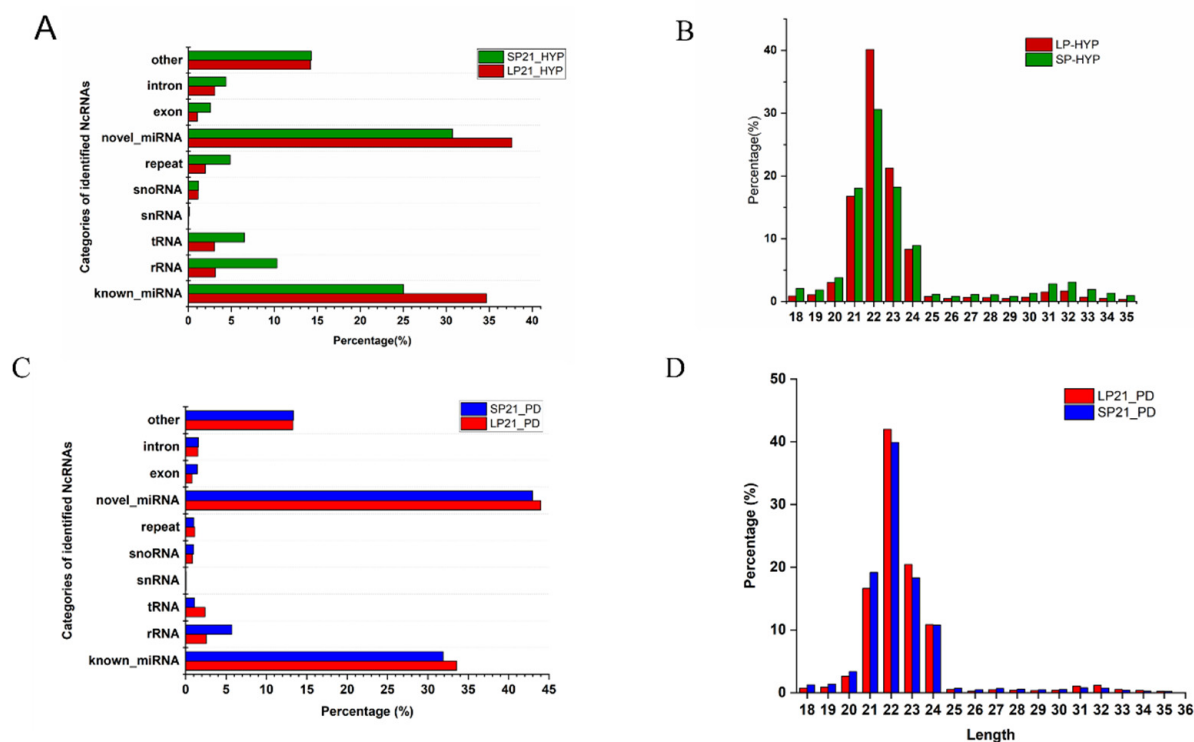 A
Categories of identified NcRNAs
other
intron
exon
novel_miRNA
repeat
snoRNA
snRNA
tRNA
rRNA
known_miRNA
SP21_HYP
LP21_HYP
0 5 10 15 20 25 30 35 40
Percentage(%)
B
Percentage(%)
40
30
20
10
0
LP-HYP
SP-HYP
18 19 20 21 22 23 24 25 26 27 28 29 30 31 32 33 34 35
C
Categories of identified NcRNAs
other
intron
exon
novel_miRNA
repeat
snoRNA
snRNA
tRNA
rRNA
known_miRNA
SP21_PD
LP21_PD
0 5 10 15 20 25 30 35 40 45
Percentage (%)
D
Percentage (%)
50
40
30
20
10
0
LP21_PD
SP21_PD
18 19 20 21 22 23 24 25 26 27 28 29 30 31 32 33 34 35 36
Length